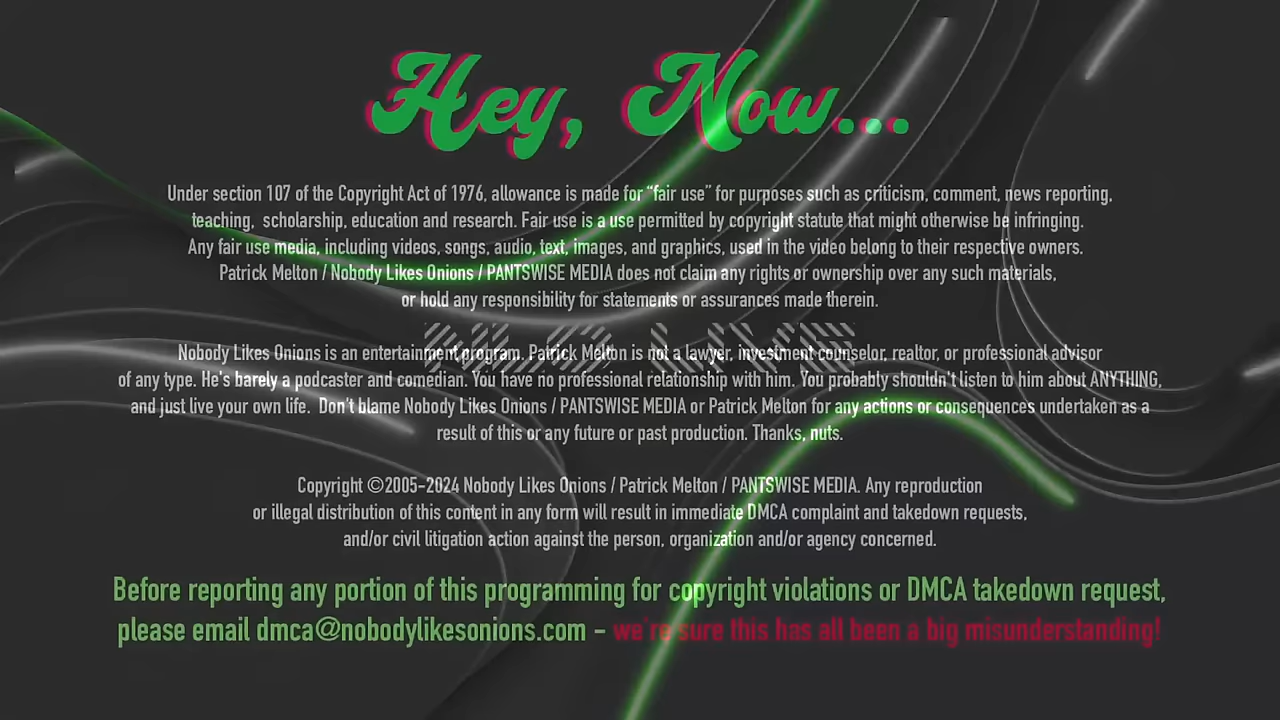 Hey, Now...
Under section 107 of the Copyright Act of 1976, allowance is made for “fair use” for purposes such as criticism, comment, news reporting,
teaching, scholarship, education and research. Fair use is a use permitted by copyright statute that might otherwise be infringing.
Any fair use media, including videos, songs, audio, text, images, and graphics, used in the video belong to their respective owners.
Patrick Melton / Nobody Likes Onions / PANTSWISE MEDIA does not claim any rights or ownership over any such materials,
or hold any responsibility for statements or assurances made therein.
Nobody Likes Onions is an entertainment program. Patrick Melton is not a lawyer, investment counselor, realtor, or professional advisor
of any type. He's barely a podcaster and comedian. You have no professional relationship with him. You probably shouldn't listen to him about ANYTHING,
and just live your own life. Don't blame Nobody Likes Onions / PANTSWISE MEDIA or Patrick Melton for any actions or consequences undertaken as a
result of this or any future or past production. Thanks, nuts.
Copyright ©2005-2024 Nobody Likes Onions / Patrick Melton / PANTSWISE MEDIA. Any reproduction
or illegal distribution of this content in any form will result in immediate DMCA complaint and takedown requests,
and/or civil litigation action against the person, organization and/or agency concerned.
Before reporting any portion of this programming for copyright violations or DMCA takedown request,
please email dmca@nobodylikesonions.com - we're sure this has all been a big misunderstanding!